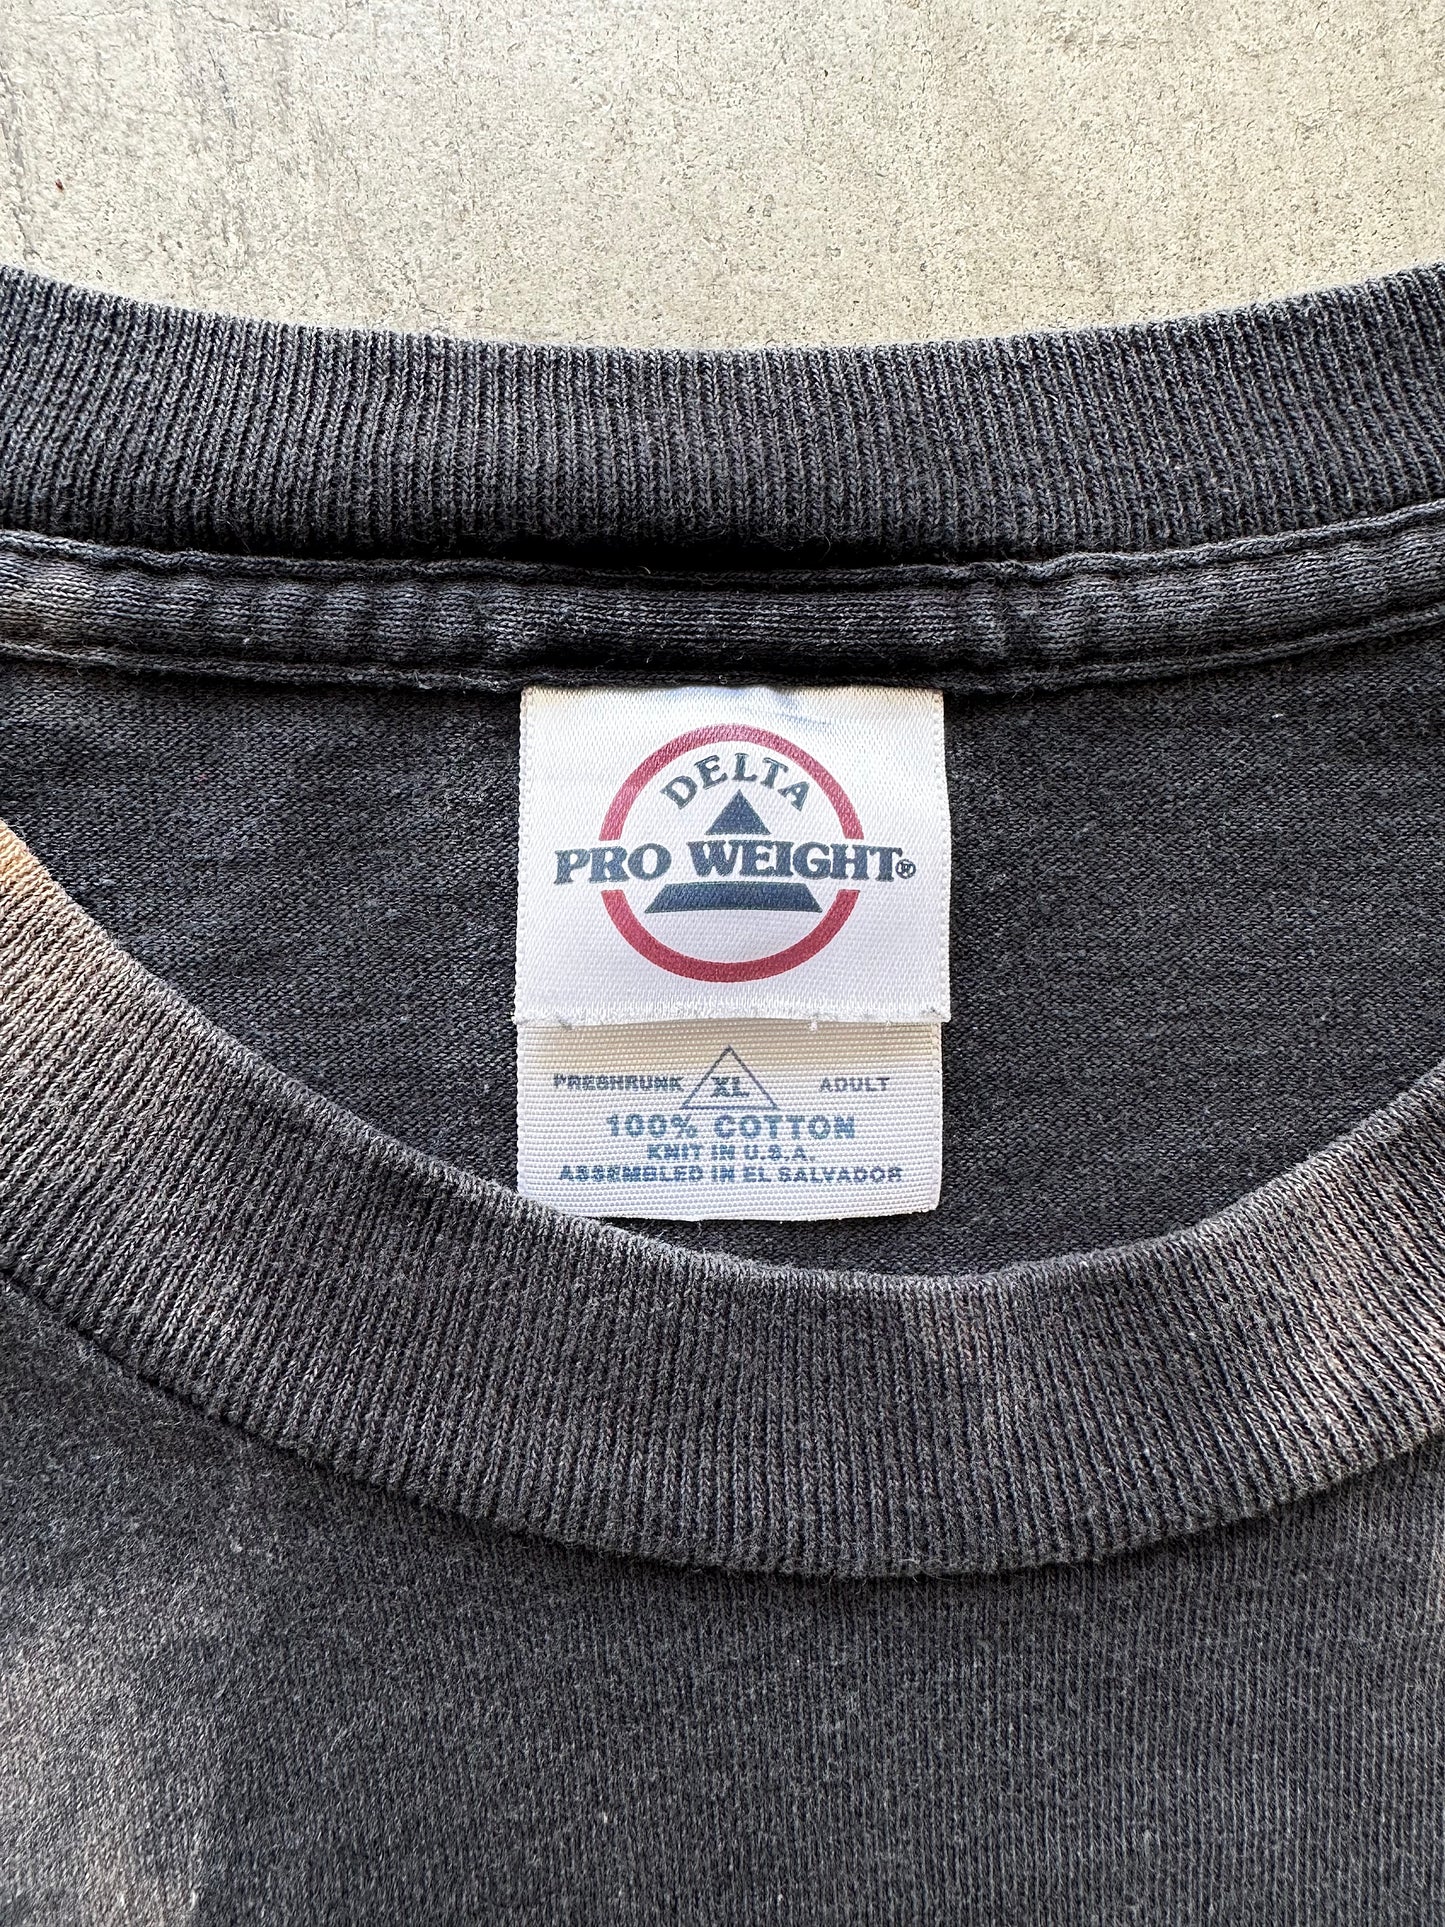 DELTA
PRO WEIGHT®
PRESHRUNK XL ADULT
100% COTTON
KNIT IN U.S.A.
ASSEMBLED IN EL SALVADOR